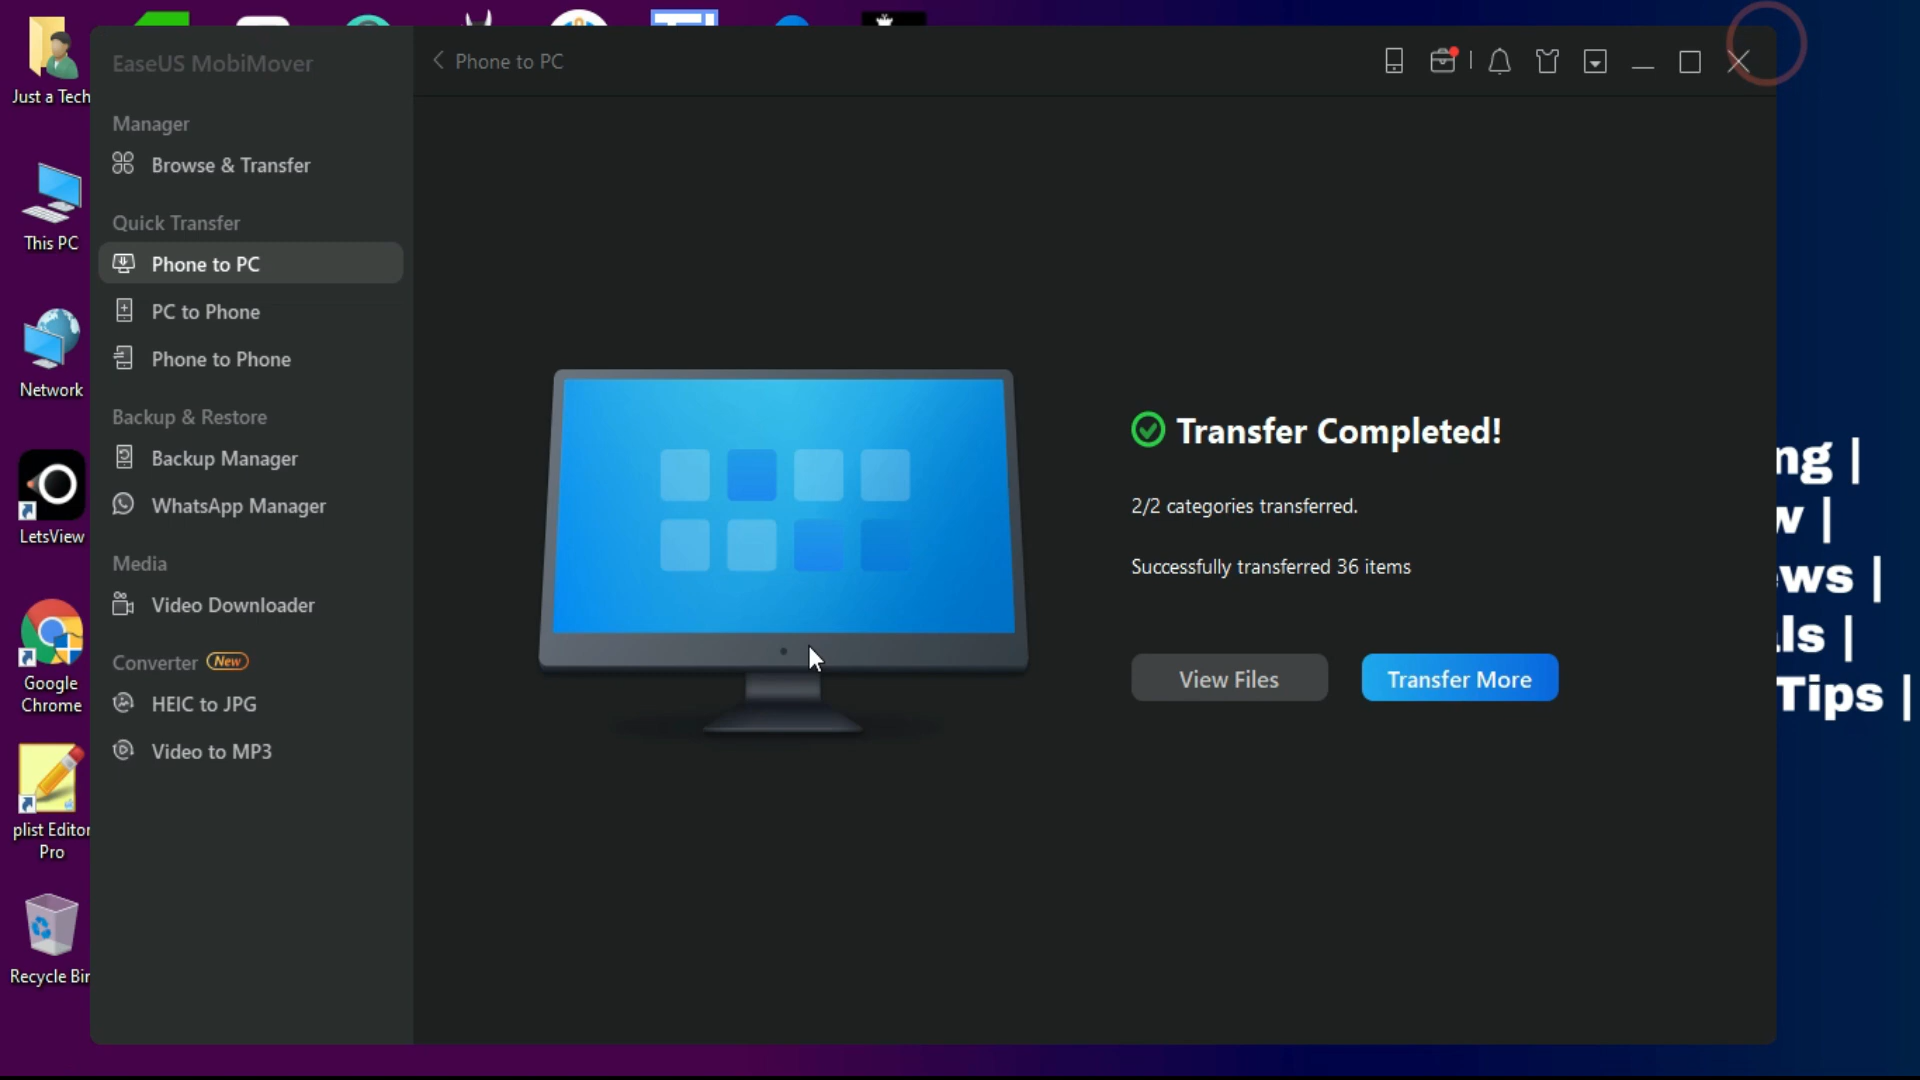 Just a Tech
This PC
Network
LetsView
Google
Chrome
plist Editor
Pro
Recycle Bin
EaseUS MobiMover
Manager
Browse & Transfer
Quick Transfer
Phone to PC
PC to Phone
Phone to Phone
Backup & Restore
Backup Manager
WhatsApp Manager
Media
Video Downloader
Converter New
HEIC to JPG
Video to MP3
Phone to PC
Transfer Completed!
2/2 categories transferred.
Successfully transferred 36 items
View Files
Transfer More
ng |
w |
ws |
ls |
Tips |